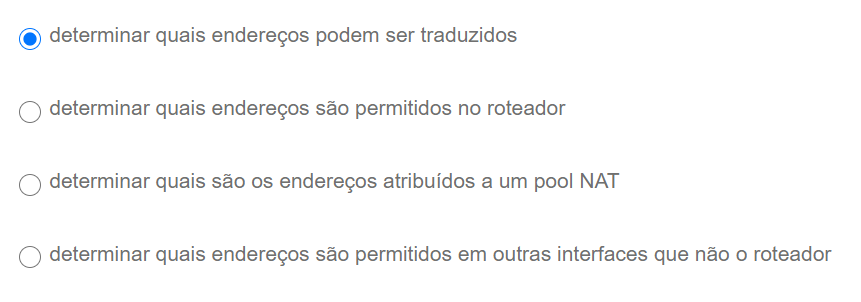 determinar quais endereços podem ser traduzidos
determinar quais endereços são permitidos no roteador
determinar quais são os endereços atribuídos a um pool NAT
determinar quais endereços são permitidos em outras interfaces que não o roteador